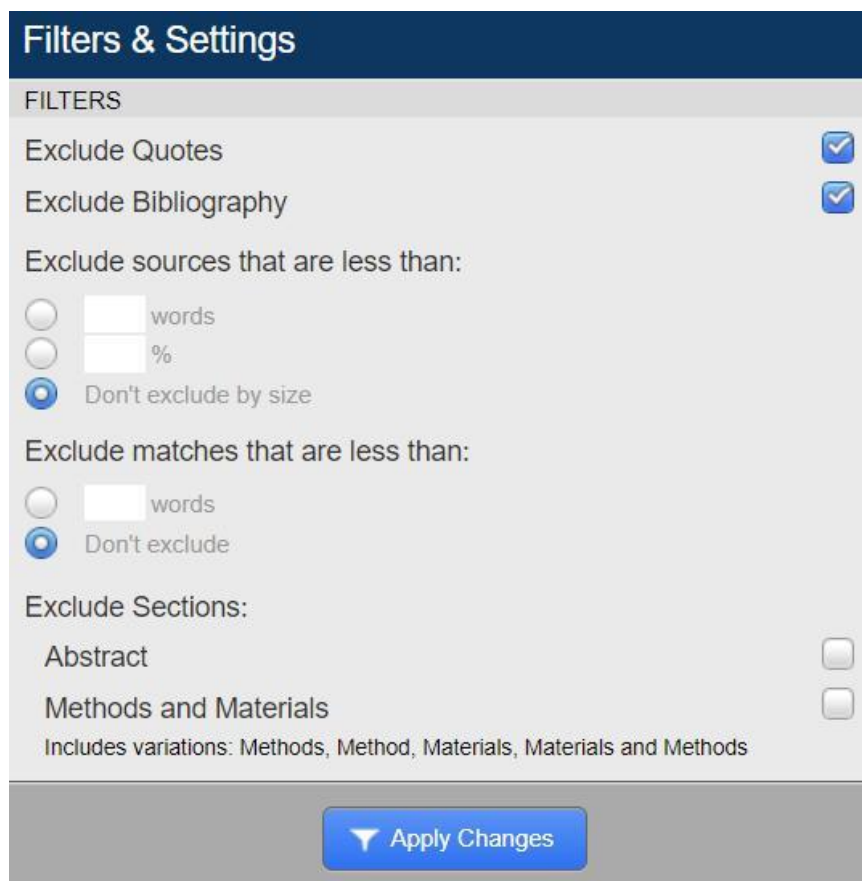 Filters & Settings
FILTERS
Exclude Quotes
Exclude Bibliography
Exclude sources that are less than:
words
%
Don't exclude by size
Exclude matches that are less than:
words
Don't exclude
Exclude Sections:
Abstract
Methods and Materials
Includes variations: Methods, Method, Materials, Materials and Methods
Apply Changes